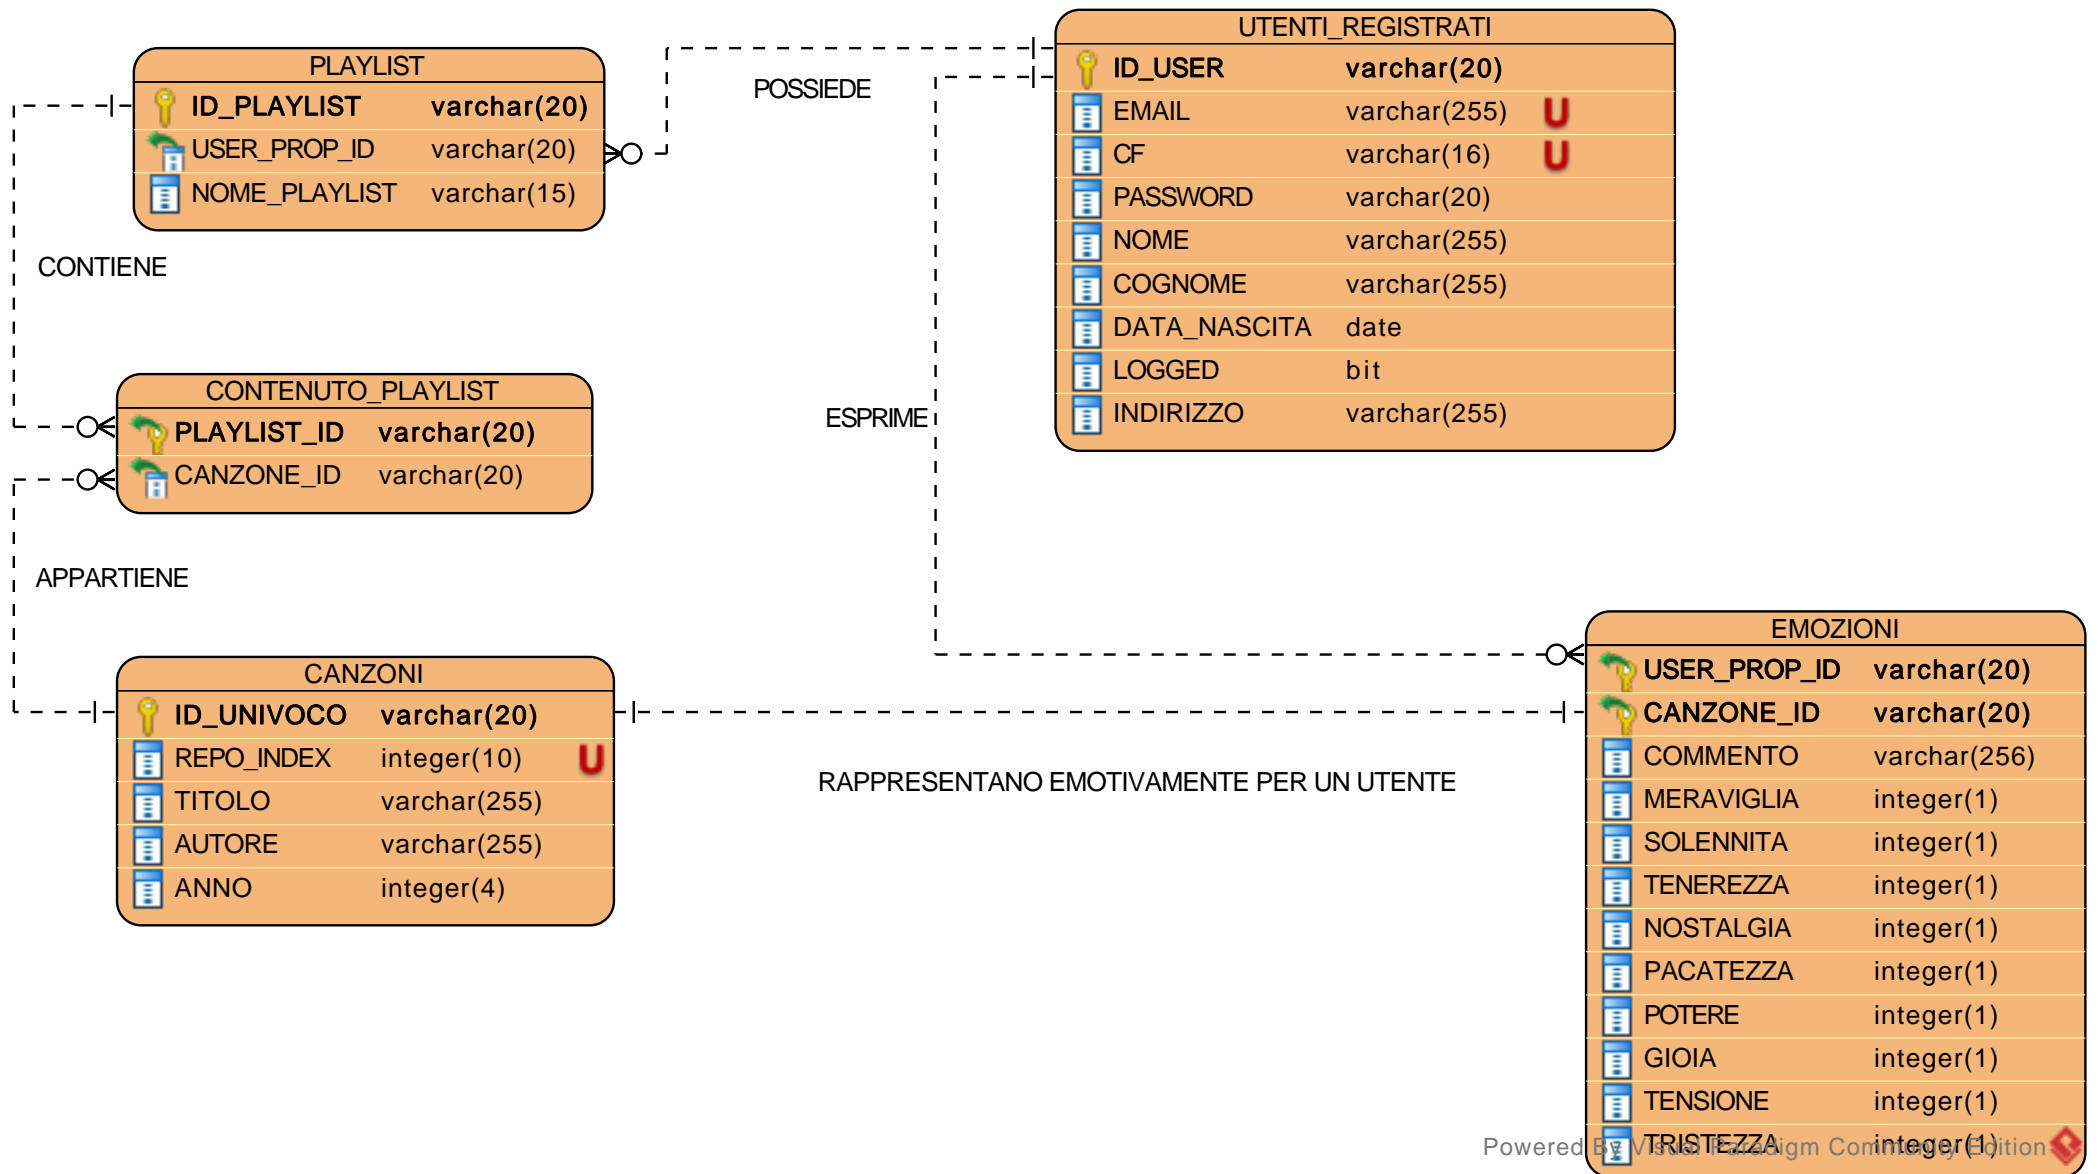 PLAYLIST
ID_PLAYLIST varchar(20)
USER_PROP_ID varchar(20)
NOME_PLAYLIST varchar(15)
POSSIEDE
UTENTI_REGISTRATI
ID_USER varchar(20)
EMAIL varchar(255) U
CF varchar(16) U
PASSWORD varchar(20)
NOME varchar(255)
COGNOME varchar(255)
DATA_NASCITA date
LOGGED bit
INDIRIZZO varchar(255)
CONTIENE
CONTENUTO_PLAYLIST
PLAYLIST_ID varchar(20)
CANZONE_ID varchar(20)
ESPRIME
APPARTIENE
CANZONI
ID_UNIVOCO varchar(20)
REPO_INDEX integer(10) U
TITOLO varchar(255)
AUTORE varchar(255)
ANNO integer(4)
RAPPRESENTANO EMOTIVAMENTE PER UN UTENTE
EMOZIONI
USER_PROP_ID varchar(20)
CANZONE_ID varchar(20)
COMMENTO varchar(256)
MERAVIGLIA integer(1)
SOLENNITA integer(1)
TENEREZZA integer(1)
NOSTALGIA integer(1)
PACATEZZA integer(1)
POTERE integer(1)
GIOIA integer(1)
TENSIONE integer(1)
TRISTEZZA integer(1)
Powered By Visual Paradigm Community Edition